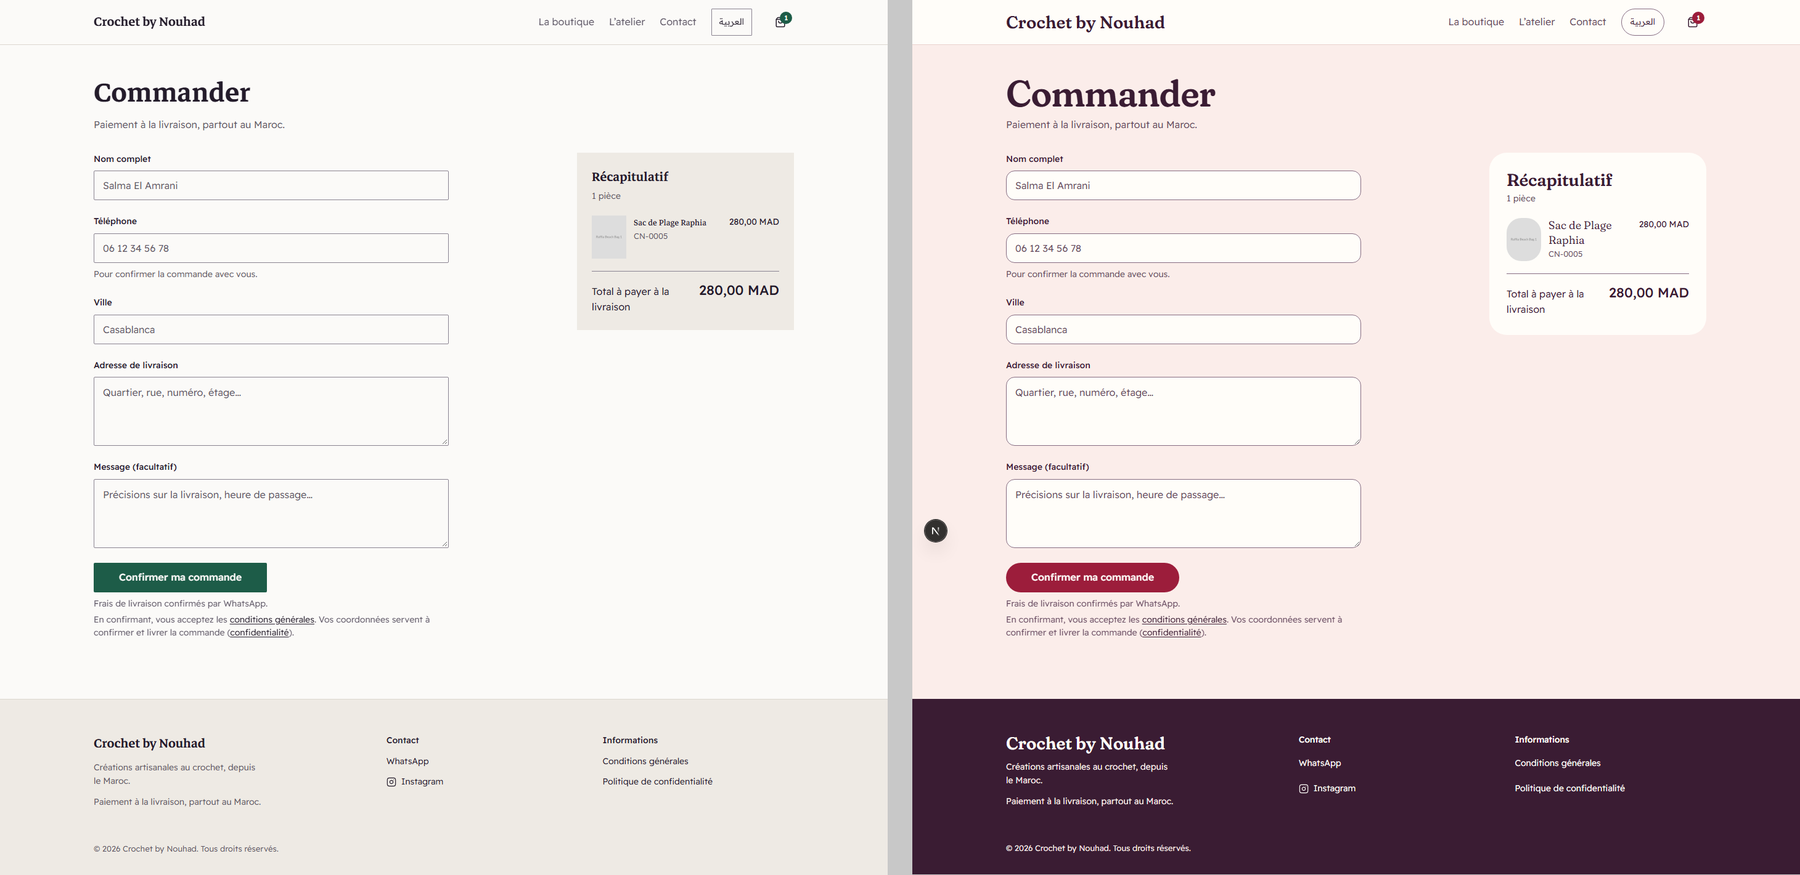 Crochet by Nouhad
La boutique L'atelier Contact العربية 1
Commander
Paiement à la livraison, partout au Maroc.
Nom complet
Salma El Amrani
Téléphone
06 12 34 56 78
Pour confirmer la commande avec vous.
Ville
Casablanca
Adresse de livraison
Quartier, rue, numéro, étage…
Message (facultatif)
Précisions sur la livraison, heure de passage…
Confirmer ma commande
Frais de livraison confirmés par WhatsApp.
En confirmant, vous acceptez les conditions générales. Vos coordonnées servent à
confirmer et livrer la commande (confidentialité).
Récapitulatif
1 pièce
Sac de Plage Raphia 280,00 MAD
CN-0005
Total à payer à la 280,00 MAD
livraison
Crochet by Nouhad
Créations artisanales au crochet, depuis
le Maroc.
Paiement à la livraison, partout au Maroc.
Contact
WhatsApp
Instagram
Informations
Conditions générales
Politique de confidentialité
© 2026 Crochet by Nouhad. Tous droits réservés.
Crochet by Nouhad
La boutique L'atelier Contact العربية 1
Commander
Paiement à la livraison, partout au Maroc.
Nom complet
Salma El Amrani
Téléphone
06 12 34 56 78
Pour confirmer la commande avec vous.
Ville
Casablanca
Adresse de livraison
Quartier, rue, numéro, étage…
Message (facultatif)
Précisions sur la livraison, heure de passage…
N
Confirmer ma commande
Frais de livraison confirmés par WhatsApp.
En confirmant, vous acceptez les conditions générales. Vos coordonnées servent à
confirmer et livrer la commande (confidentialité).
Récapitulatif
1 pièce
Sac de Plage 280,00 MAD
Raphia
CN-0005
Total à payer à la 280,00 MAD
livraison
Crochet by Nouhad
Créations artisanales au crochet, depuis
le Maroc.
Paiement à la livraison, partout au Maroc.
Contact
WhatsApp
Instagram
Informations
Conditions générales
Politique de confidentialité
© 2026 Crochet by Nouhad. Tous droits réservés.